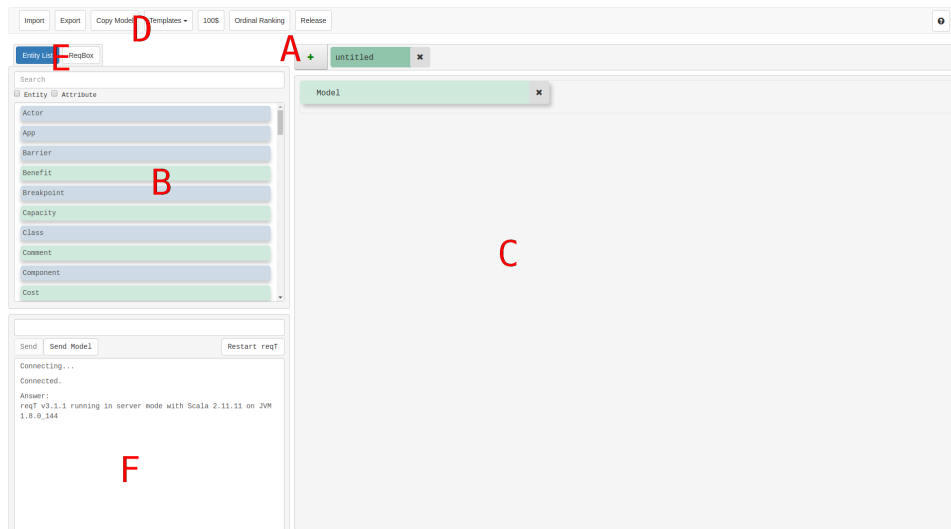 Import Export Copy Model Templates 100$ Ordinal Ranking Release
D
A
E
Entity List ReqBox
+ untitled ✖
Search
Entity Attribute
Model ✖
Actor
App
Barrier
Benefit
B
Breakpoint
Capacity
Class
Comment
C
Component
Cost
Send Send Model Restart reqT
Connecting...
Connected.
Answer:
reqT v3.1.1 running in server mode with Scala 2.11.11 on JVM
1.8.0_144
F